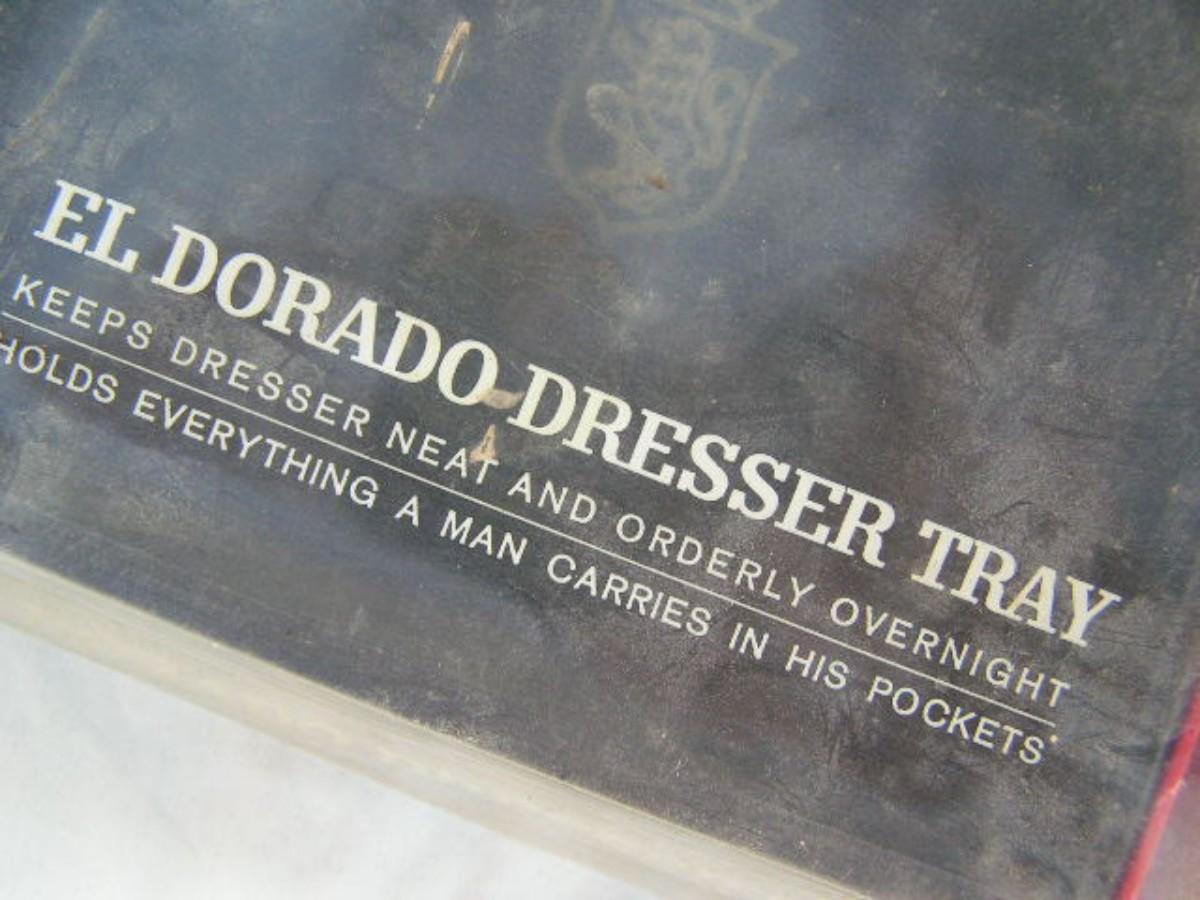 EL DORADO DRESSER TRAY
KEEPS DRESSER NEAT AND ORDERLY OVERNIGHT
HOLDS EVERYTHING A MAN CARRIES IN HIS POCKETS